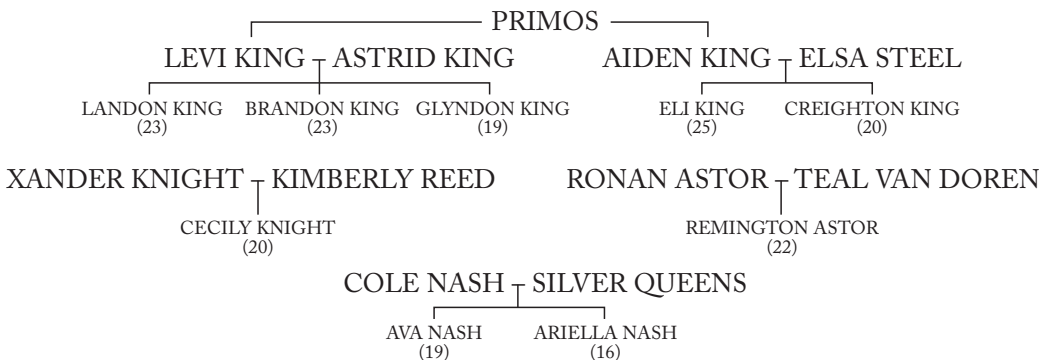 PRIMOS
LEVI KING ASTRID KING AIDEN KING ELSA STEEL
LANDON KING BRANDON KING GLYNDON KING ELI KING CREIGHTON KING
(23) (23) (19) (25) (20)
XANDER KNIGHT KIMBERLY REED RONAN ASTOR TEAL VAN DOREN
CECILY KNIGHT REMINGTON ASTOR
(20) (22)
COLE NASH SILVER QUEENS
AVA NASH ARIELLA NASH
(19) (16)